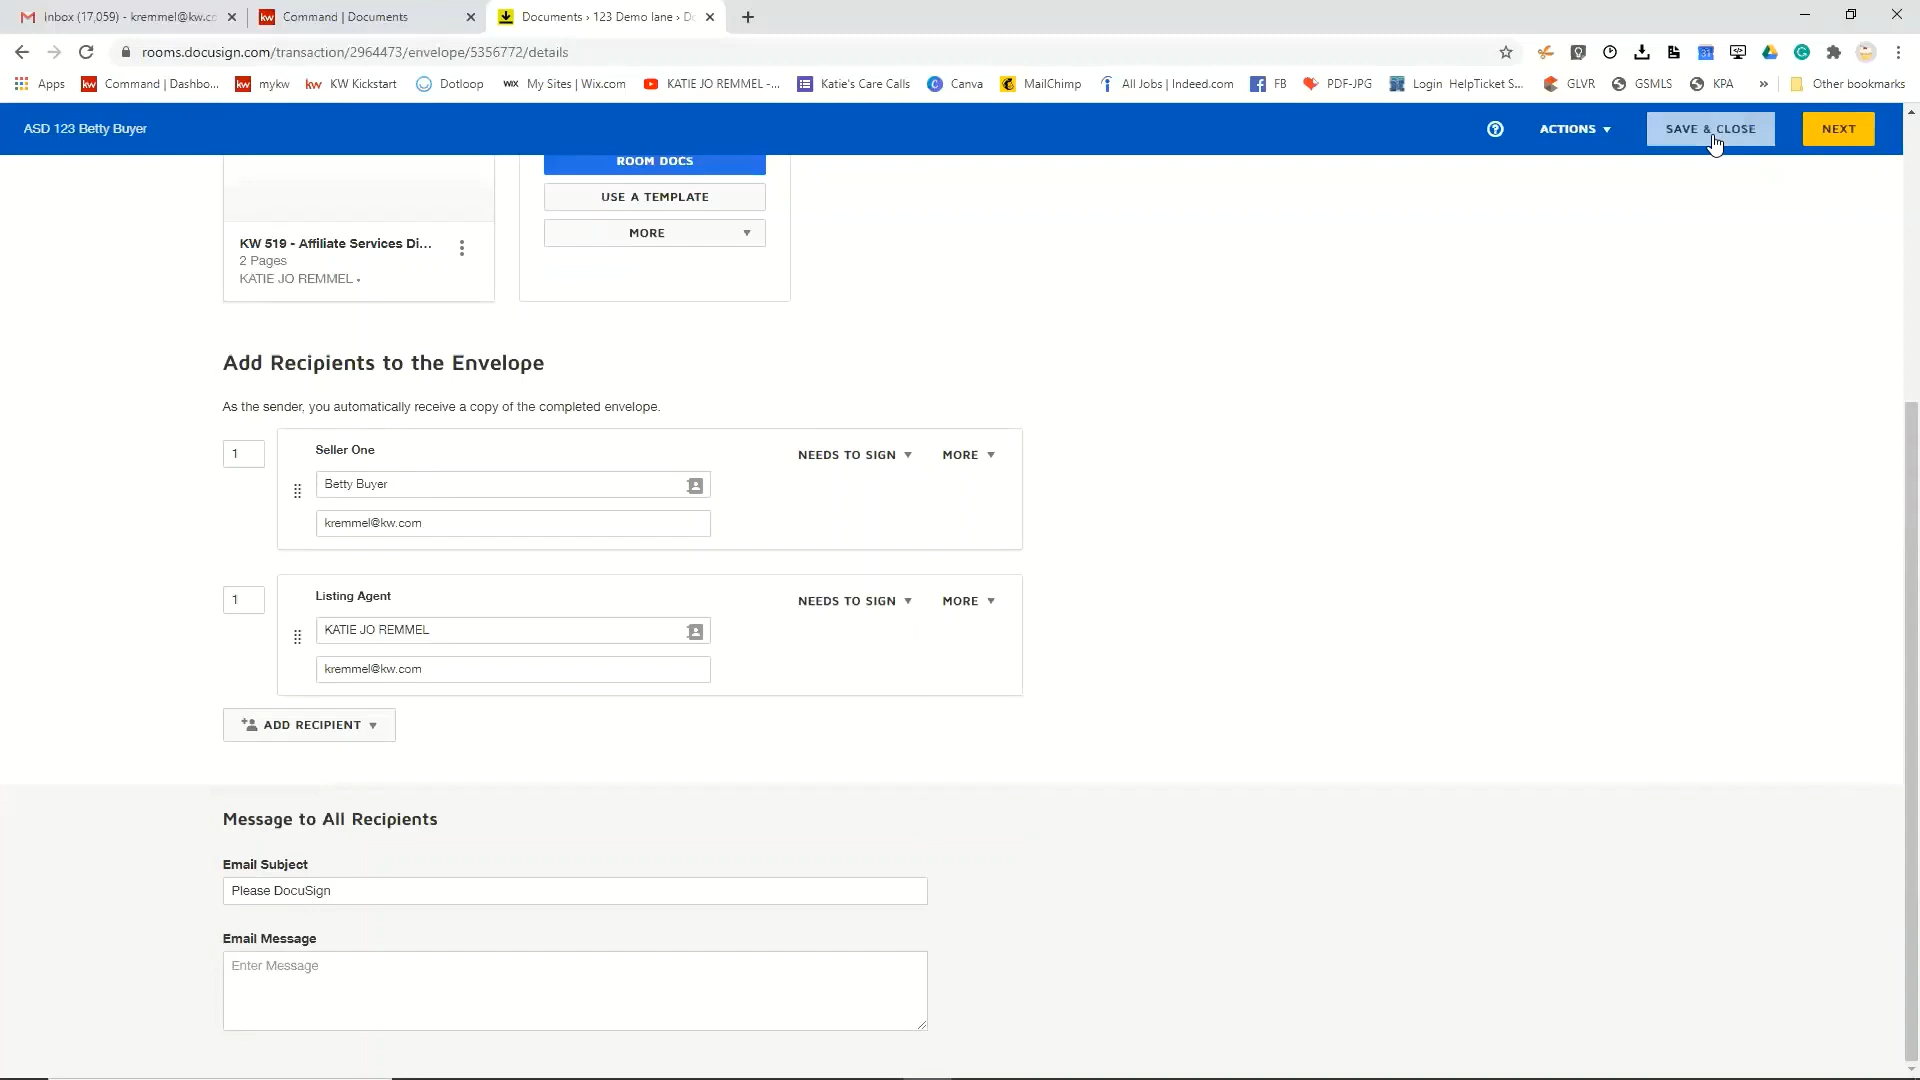 Inbox (17,059) - kremmel@kw.c
Command | Documents
Documents › 123 Demo lane › D
rooms.docusign.com/transaction/2964473/envelope/5356772/details
Apps
Command | Dashbo...
mykw
KW Kickstart
Dotloop
My Sites | Wix.com
KATIE JO REMMEL -...
Katie's Care Calls
Canva
MailChimp
All Jobs | Indeed.com
FB
PDF-JPG
Login HelpTicket S...
GLVR
GSMLS
KPA
»
Other bookmarks
ASD 123 Betty Buyer
ACTIONS
SAVE & CLOSE
NEXT
ROOM DOCS
USE A TEMPLATE
MORE
KW 519 - Affiliate Services Di...
2 Pages
KATIE JO REMMEL •
Add Recipients to the Envelope
As the sender, you automatically receive a copy of the completed envelope.
1
Seller One
NEEDS TO SIGN
MORE
Betty Buyer
kremmel@kw.com
1
Listing Agent
NEEDS TO SIGN
MORE
KATIE JO REMMEL
kremmel@kw.com
ADD RECIPIENT
Message to All Recipients
Email Subject
Please DocuSign
Email Message
Enter Message